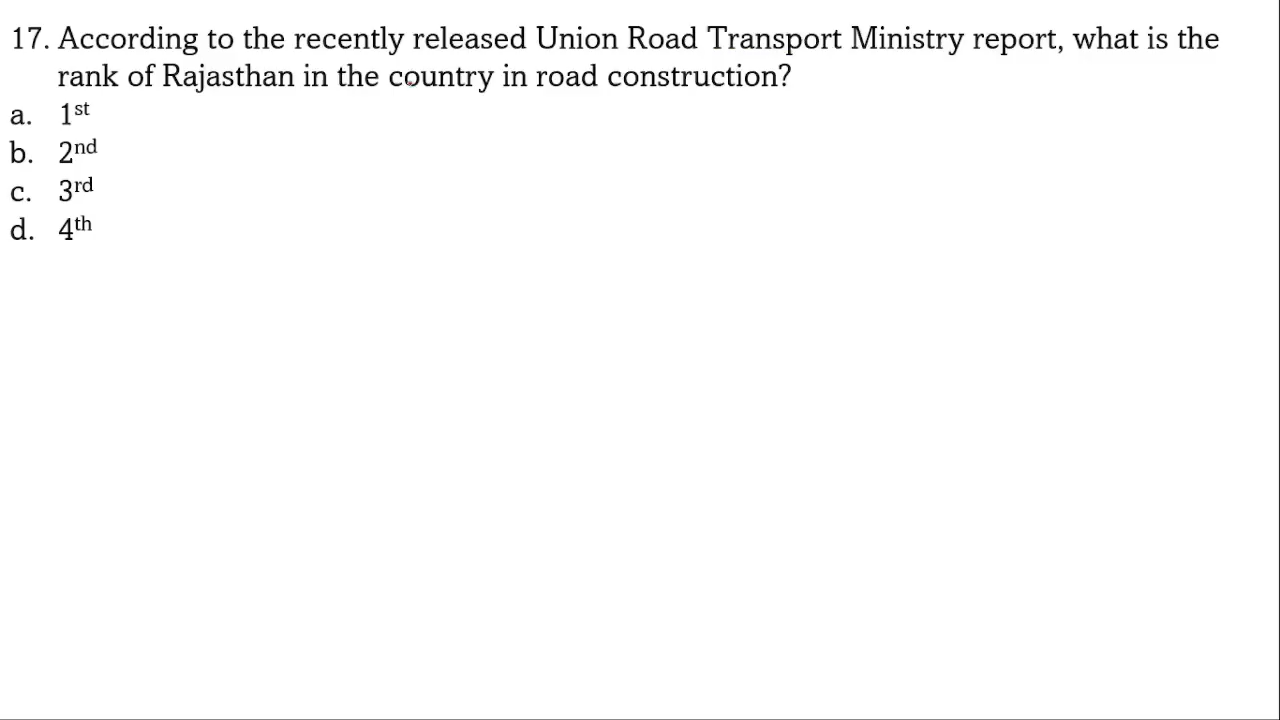 17. According to the recently released Union Road Transport Ministry report, what is the
rank of Rajasthan in the country in road construction?
a. 1st
b. 2nd
c. 3rd
d. 4th